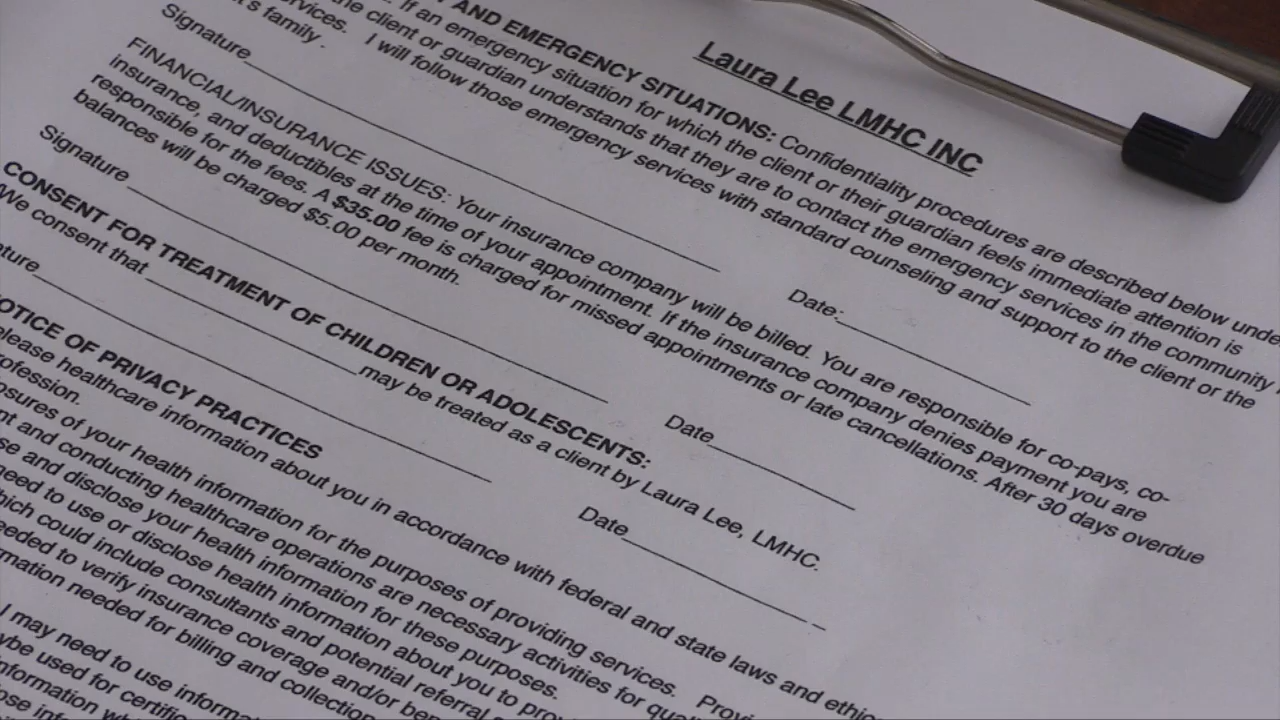 Laura Lee LMHC INC
AND EMERGENCY SITUATIONS: Confidentiality procedures are described below
If an emergency situation for which the client or their guardian feels immediate attention is
the client or guardian understands that they are to contact the emergency services in the community
services. I will follow those emergency services with standard counseling and support to the client or the
family .
Signature Date:
FINANCIAL/INSURANCE ISSUES: Your insurance company will be billed. You are responsible for co-pays, co-
insurance, and deductibles at the time of your appointment. If the insurance company denies payment you are
responsible for the fees. A $35.00 fee is charged for missed appointments or late cancellations. After 30 days overdue
balances will be charged $5.00 per month.
Signature Date
CONSENT FOR TREATMENT OF CHILDREN OR ADOLESCENTS:
We consent that may be treated as a client by Laura Lee, LMHC.
Date
OF PRIVACY PRACTICES
healthcare information about you in accordance with federal and state laws and
of your health information for the purposes of providing services.
and conducting healthcare operations are necessary activities for
and disclose your health information for these purposes.
need to use or disclose health information about you to
which could include consultants and potential referral
to verify insurance coverage and/or
needed for billing and
I may need to use
used for
information